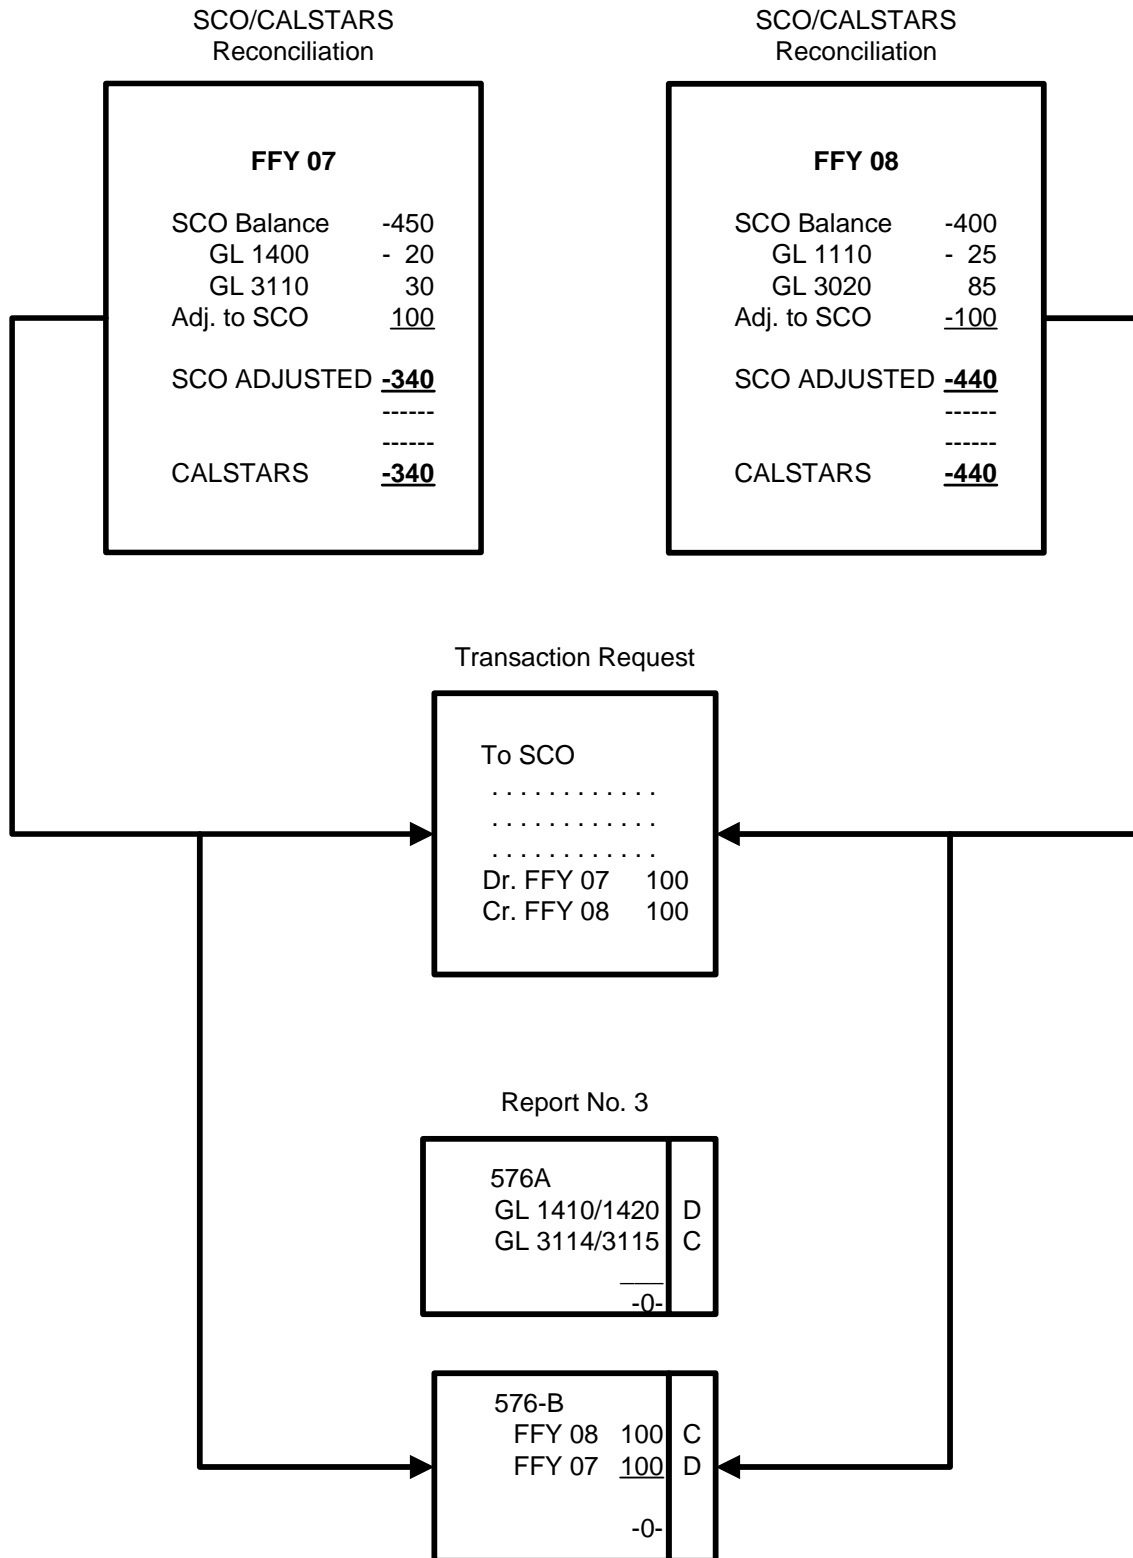 SCO/CALSTARS
Reconciliation
FFY 07
SCO Balance -450
GL 1400 - 20
GL 3110 30
Adj. to SCO 100
SCO ADJUSTED -340
------
------
CALSTARS -340
SCO/CALSTARS
Reconciliation
FFY 08
SCO Balance -400
GL 1110 - 25
GL 3020 85
Adj. to SCO -100
SCO ADJUSTED -440
------
------
CALSTARS -440
Transaction Request
To SCO
. . . . . . . . . . . .
. . . . . . . . . . . .
. . . . . . . . . . . .
Dr. FFY 07 100
Cr. FFY 08 100
Report No. 3
576A
GL 1410/1420 D
GL 3114/3115 C
___
-0-
576-B
FFY 08 100 C
FFY 07 100 D
-0-